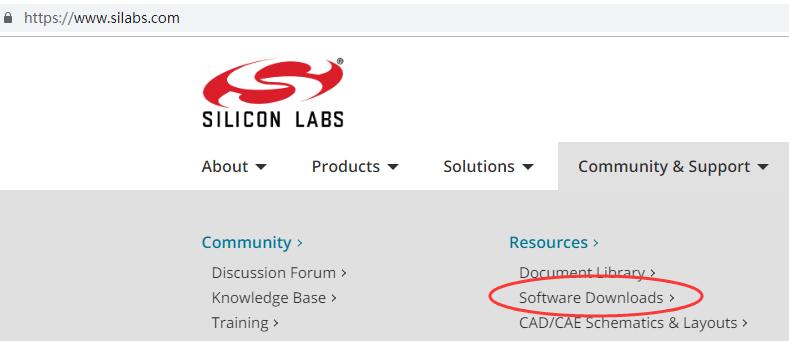 https://www.silabs.com
®
SILICON LABS
About Products Solutions Community & Support
Community › Resources ›
Discussion Forum › Document Library ›
Knowledge Base › Software Downloads ›
Training › CAD/CAE Schematics & Layouts ›